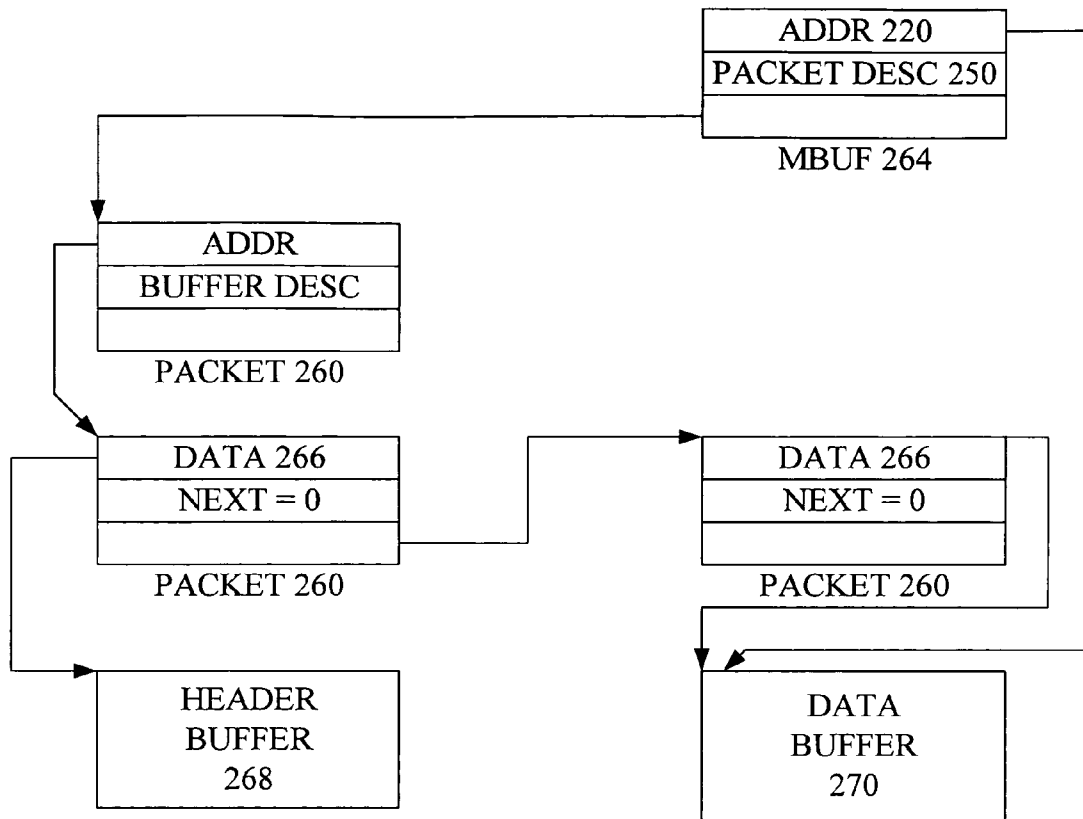 ADDR 220
PACKET DESC 250
MBUF 264
ADDR
BUFFER DESC
PACKET 260
DATA 266
NEXT = 0
PACKET 260
DATA 266
NEXT = 0
PACKET 260
HEADER
BUFFER
268
DATA
BUFFER
270